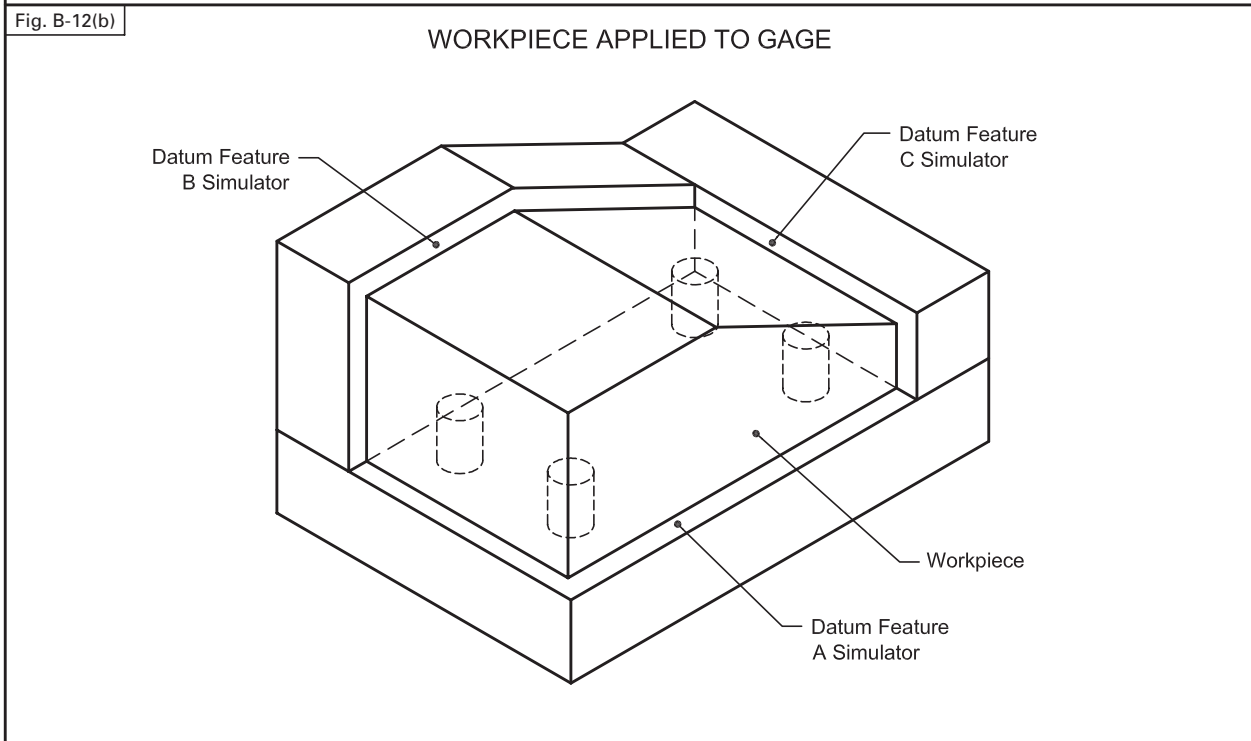 Fig. B-12(b)
WORKPIECE APPLIED TO GAGE
Datum Feature
B Simulator
Datum Feature
C Simulator
Workpiece
Datum Feature
A Simulator